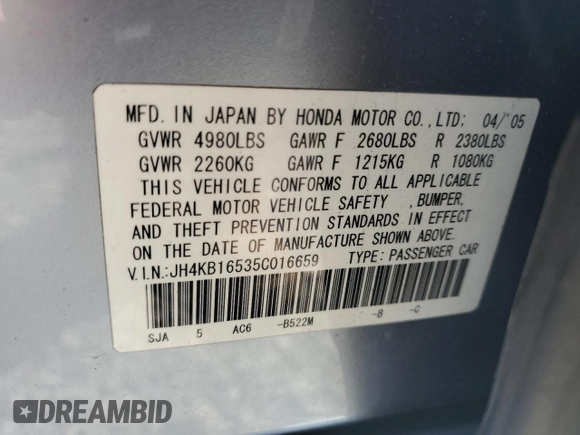 MFD. IN JAPAN BY HONDA MOTOR CO.,LTD: 04/'05
GVWR 4980LBS GAWR F 2680LBS R 2380LBS
GVWR 2260KG GAWR F 1215KG R 1080KG
THIS VEHICLE CONFORMS TO ALL APPLICABLE
FEDERAL MOTOR VEHICLE SAFETY ,BUMPER,
AND THEFT PREVENTION STANDARDS IN EFFECT
ON THE DATE OF MANUFACTURE SHOWN ABOVE.
V.I.N.:JH4KB16535C016659 TYPE: PASSENGER CAR
SJA 5 AC6 -B522M -B -C
DREAMBID